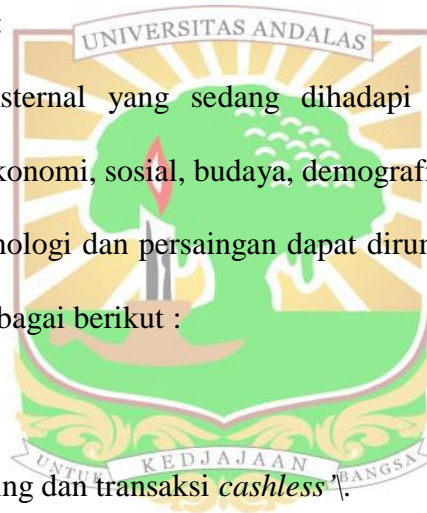 :
UNIVERSITAS ANDALAS
sternal yang sedang dihadapi
konomi, sosial, budaya, demografi
nologi dan persaingan dapat dirum
bagai berikut :
UNTUK KEDJAJAAN BANGSA
ing dan transaksi cashless’\.